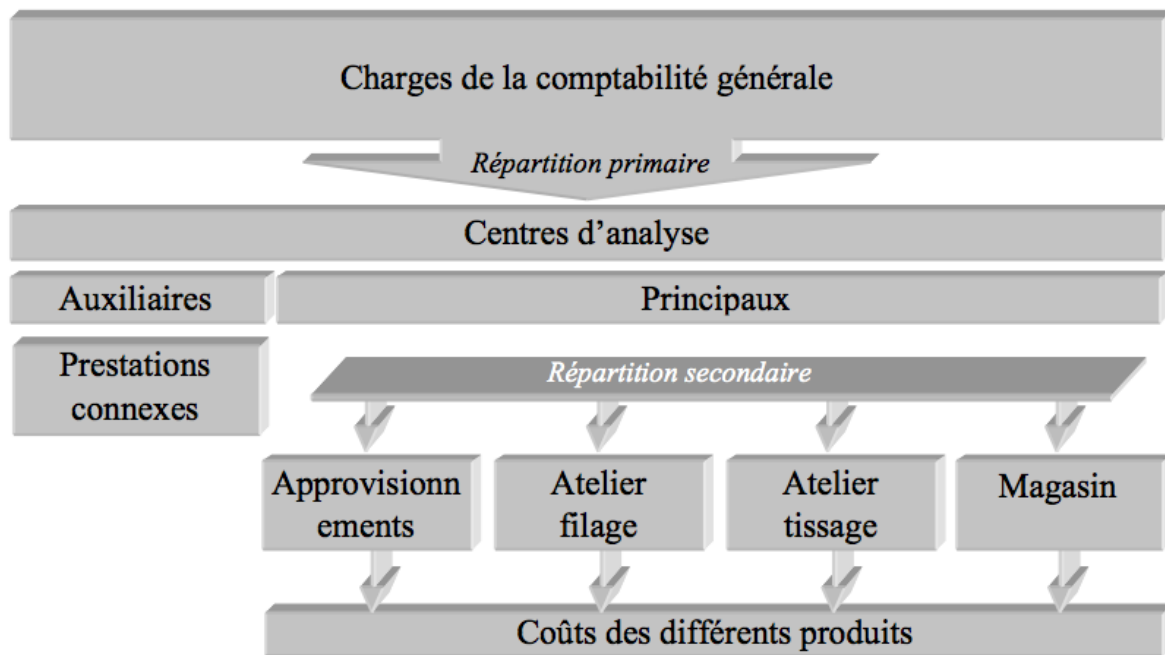 Charges de la comptabilité générale
Répartition primaire
Centres d’analyse
Auxiliaires
Principaux
Prestations
connexes
Répartition secondaire
Approvisionn
ements
Atelier
filage
Atelier
tissage
Magasin
Coûts des différents produits